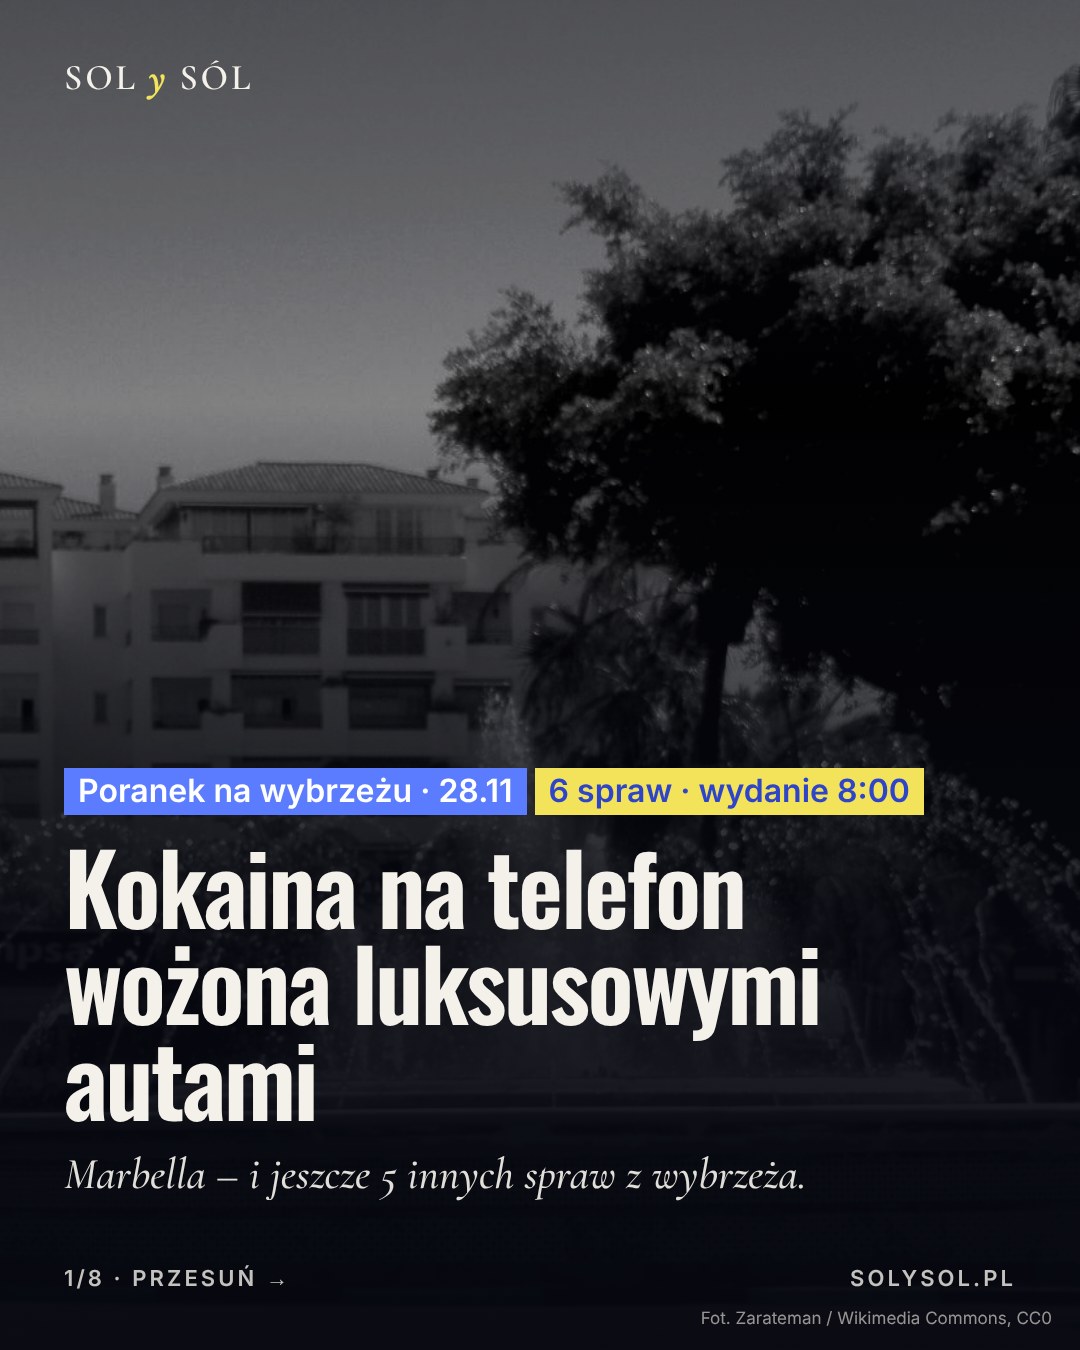 SOL y SÓL
Poranek na wybrzeżu · 28.11
6 spraw · wydanie 8:00
Kokaina na telefon
wożona luksusowymi
autami
Marbella – i jeszcze 5 innych spraw z wybrzeża.
1/8 · PRZESUŃ →
SOLYSOL.PL
Fot. Zarateman / Wikimedia Commons, CC0